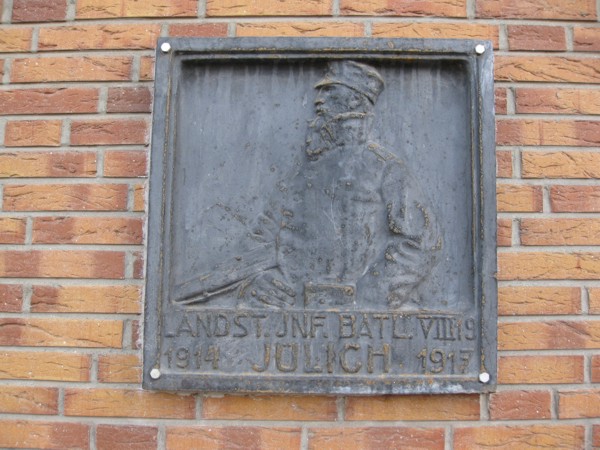 LANDST. JNF. BATL. VIII 19
1914 JÜLICH 1917